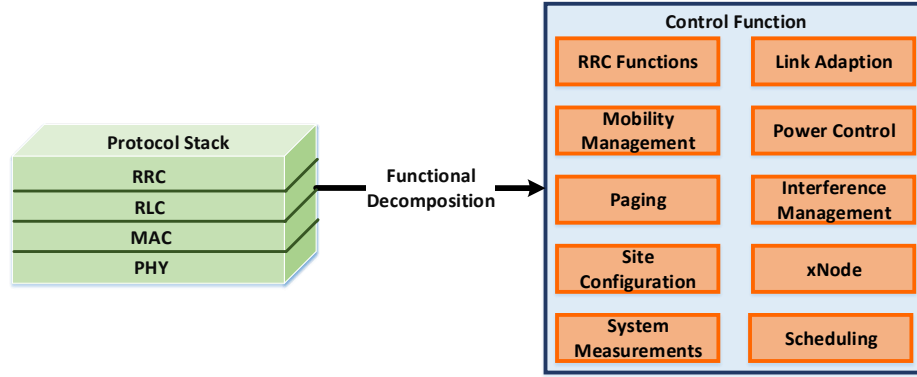 Protocol Stack
RRC
RLC
MAC
PHY
Functional
Decomposition
Control Function
RRC Functions
Link Adaption
Mobility
Management
Power Control
Paging
Interference
Management
Site
Configuration
xNode
System
Measurements
Scheduling